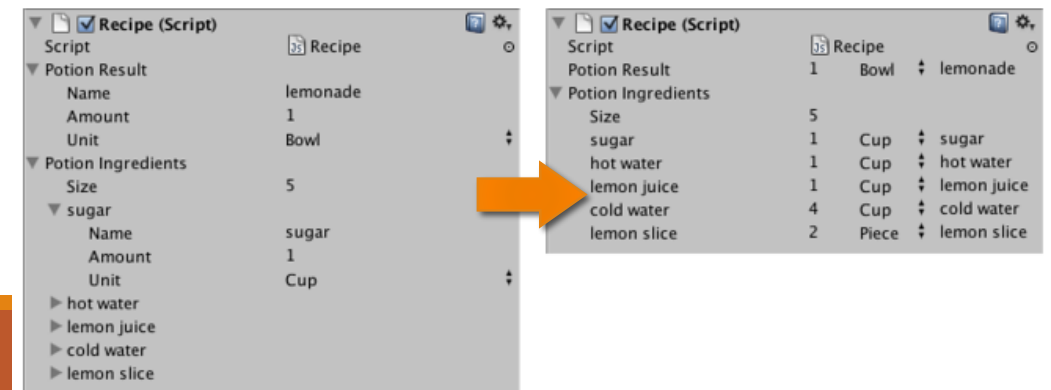 Recipe (Script)
Script Recipe
Potion Result
Name lemonade
Amount 1
Unit Bowl
Potion Ingredients
Size 5
sugar
Name sugar
Amount 1
Unit Cup
hot water
lemon juice
cold water
lemon slice
Recipe (Script)
Script Recipe
Potion Result 1 Bowl lemonade
Potion Ingredients
Size 5
sugar 1 Cup sugar
hot water 1 Cup hot water
lemon juice 1 Cup lemon juice
cold water 4 Cup cold water
lemon slice 2 Piece lemon slice